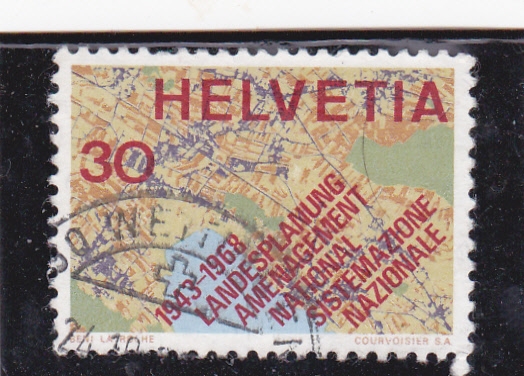 HELVETIA
30
1943–1968
LANDESPLANUNG
AMENAGEMENT
NATIONAL
SISTEMAZIONE
NAZIONALE
COURVOISIER S.A.